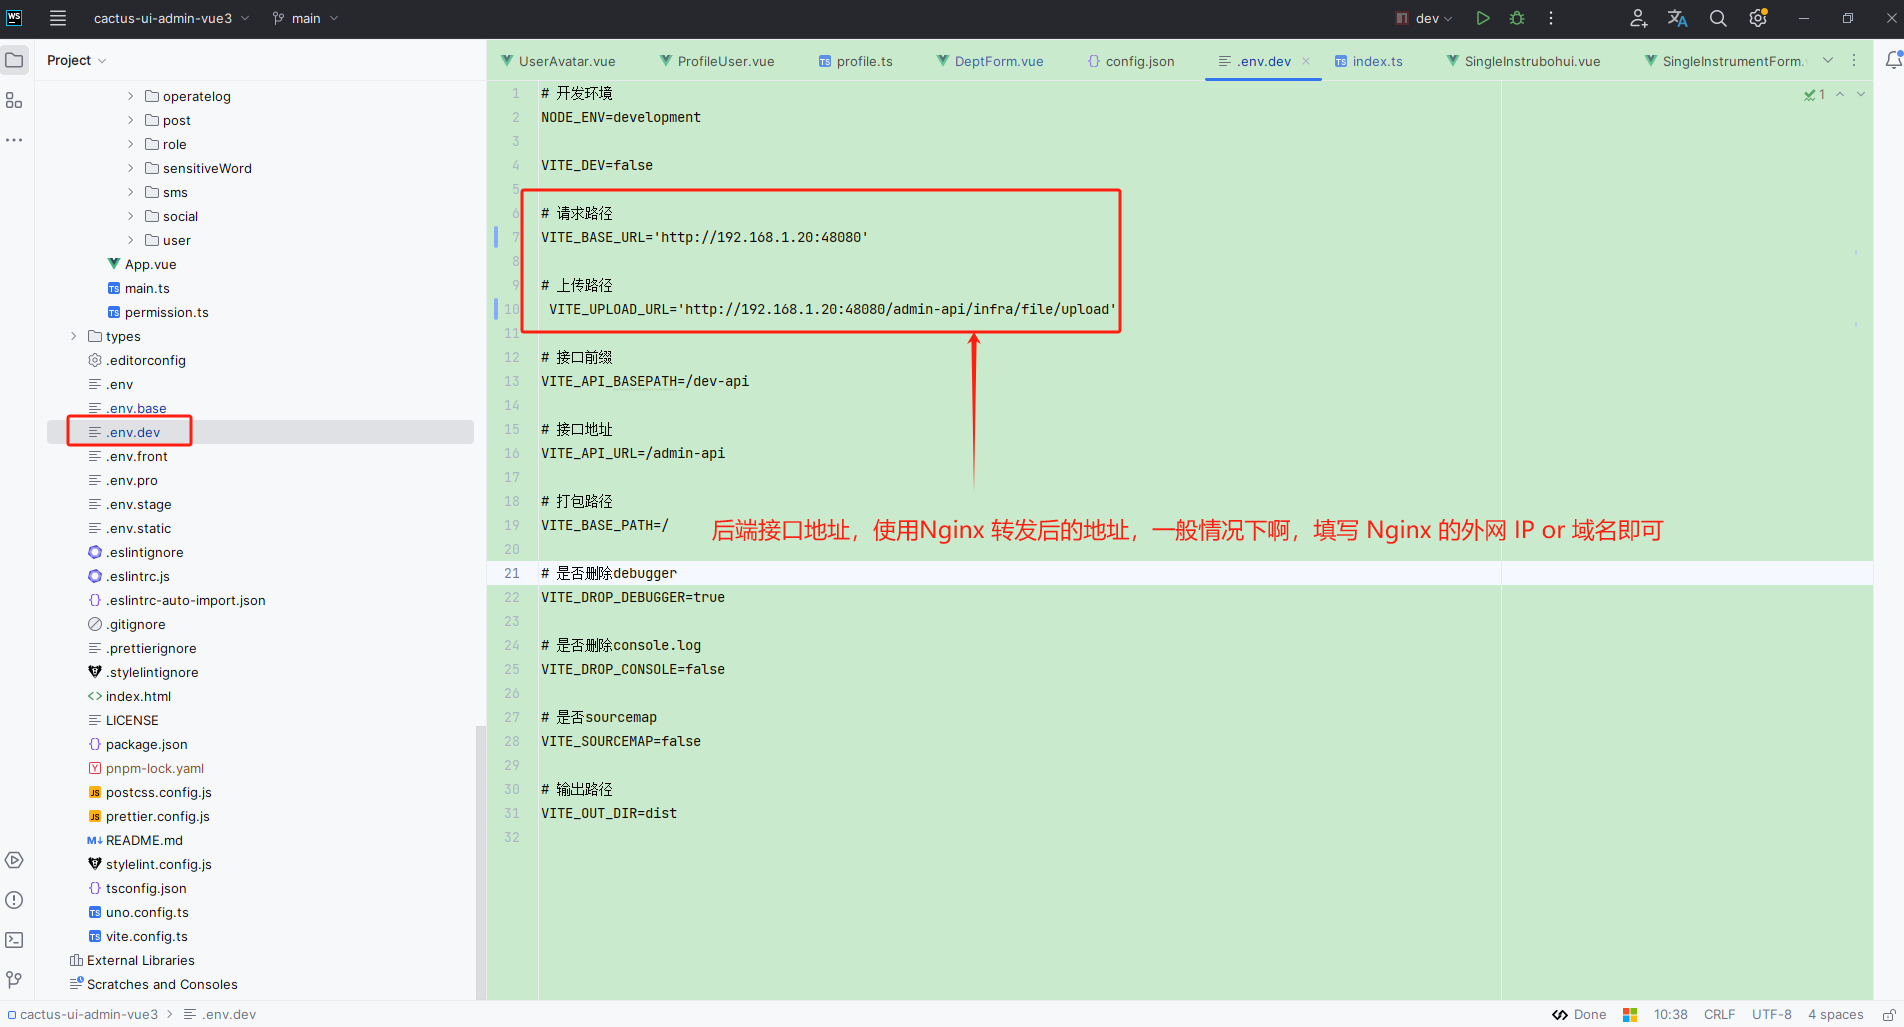 WS
cactus-ui-admin-vue3
main
dev
Project
UserAvatar.vue
ProfileUser.vue
TS profile.ts
DeptForm.vue
{} config.json
.env.dev
TS index.ts
SingleInstrubohui.vue
SingleInstrumentForm.
operatelog
post
role
sensitiveWord
sms
social
user
App.vue
TS main.ts
TS permission.ts
types
.editorconfig
.env
.env.base
.env.dev
.env.front
.env.pro
.env.stage
.env.static
.eslintignore
.eslintrc.js
{} .eslintrc-auto-import.json
.gitignore
.prettierignore
.stylelintignore
<> index.html
LICENSE
{} package.json
Y pnpm-lock.yaml
JS postcss.config.js
JS prettier.config.js
M↓ README.md
stylelint.config.js
{} tsconfig.json
TS uno.config.ts
TS vite.config.ts
External Libraries
Scratches and Consoles
1
1 # 开发环境
2 NODE_ENV=development
3
4 VITE_DEV=false
5
6 # 请求路径
7 VITE_BASE_URL='http://192.168.1.20:48080'
8
9 # 上传路径
10 VITE_UPLOAD_URL='http://192.168.1.20:48080/admin-api/infra/file/upload'
11
12 # 接口前缀
13 VITE_API_BASEPATH=/dev-api
14
15 # 接口地址
16 VITE_API_URL=/admin-api
17
18 # 打包路径
19 VITE_BASE_PATH=/
后端接口地址，使用Nginx 转发后的地址，一般情况下啊，填写 Nginx 的外网 IP or 域名即可
20
21 # 是否删除debugger
22 VITE_DROP_DEBUGGER=true
23
24 # 是否删除console.log
25 VITE_DROP_CONSOLE=false
26
27 # 是否sourcemap
28 VITE_SOURCEMAP=false
29
30 # 输出路径
31 VITE_OUT_DIR=dist
32
cactus-ui-admin-vue3 > .env.dev
Done
10:38
CRLF
UTF-8
4 spaces